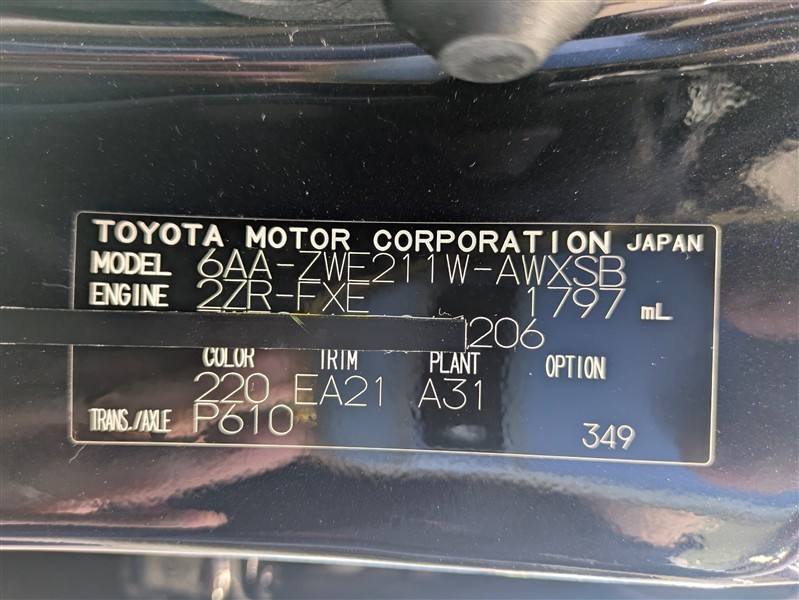 TOYOTA MOTOR CORPORATION JAPAN
MODEL 6AA-ZWE211W-AWXSB
ENGINE 2ZR-FXE 1797 mL
206
COLOR TRIM PLANT OPTION
220 EA21 A31
TRANS./AXLE P610 349